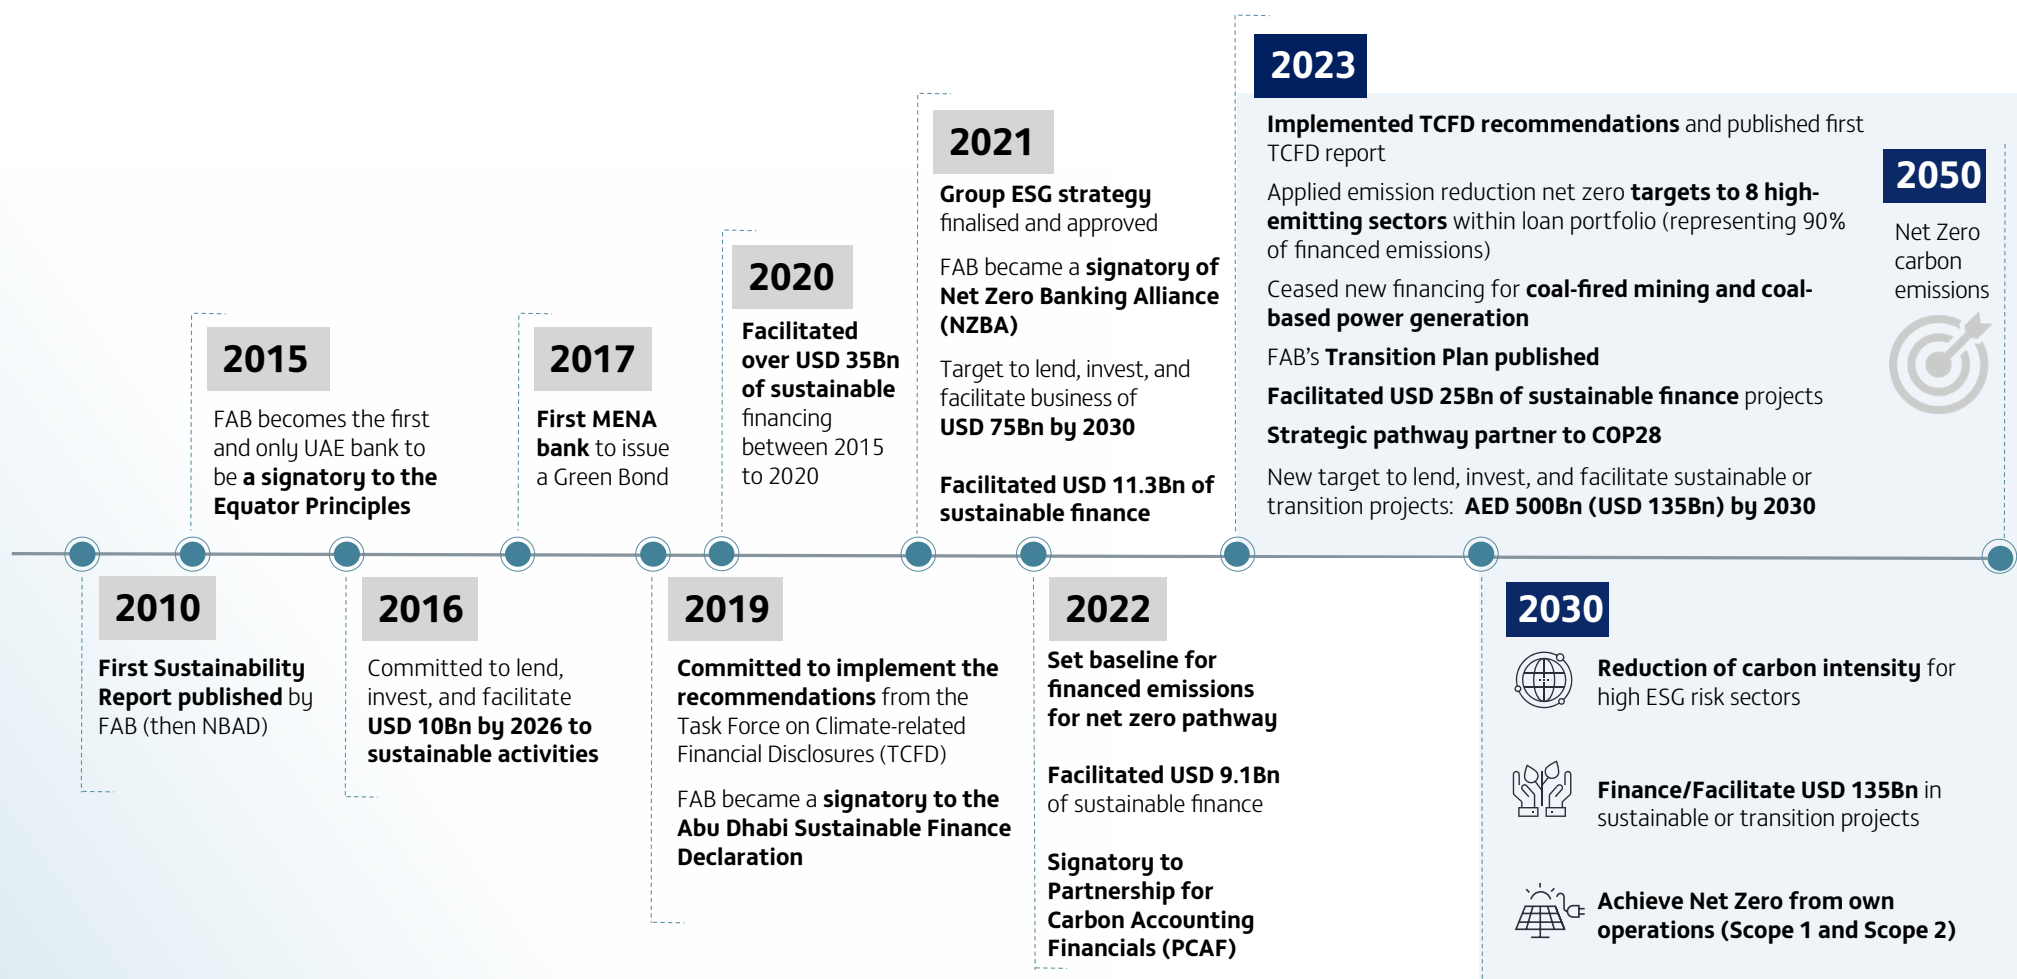 2010
First Sustainability
Report published by
FAB (then NBAD)
2015
FAB becomes the first
and only UAE bank to
be a signatory to the
Equator Principles
2016
Committed to lend,
invest, and facilitate
USD 10Bn by 2026 to
sustainable activities
2017
First MENA
bank to issue
a Green Bond
2019
Committed to implement the
recommendations from the
Task Force on Climate-related
Financial Disclosures (TCFD)
FAB became a signatory to the
Abu Dhabi Sustainable Finance
Declaration
2020
Facilitated
over USD 35Bn
of sustainable
financing
between 2015
to 2020
2021
Group ESG strategy
finalised and approved
FAB became a signatory of
Net Zero Banking Alliance
(NZBA)
Target to lend, invest, and
facilitate business of
USD 75Bn by 2030
Facilitated USD 11.3Bn of
sustainable finance
2022
Set baseline for
financed emissions
for net zero pathway
Facilitated USD 9.1Bn
of sustainable finance
Signatory to
Partnership for
Carbon Accounting
Financials (PCAF)
2023
Implemented TCFD recommendations and published first
TCFD report
Applied emission reduction net zero targets to 8 high-
emitting sectors within loan portfolio (representing 90%
of financed emissions)
Ceased new financing for coal-fired mining and coal-
based power generation
FAB’s Transition Plan published
Facilitated USD 25Bn of sustainable finance projects
Strategic pathway partner to COP28
New target to lend, invest, and facilitate sustainable or
transition projects: AED 500Bn (USD 135Bn) by 2030
2030
Reduction of carbon intensity for
high ESG risk sectors
Finance/Facilitate USD 135Bn in
sustainable or transition projects
Achieve Net Zero from own
operations (Scope 1 and Scope 2)
2050
Net Zero
carbon
emissions